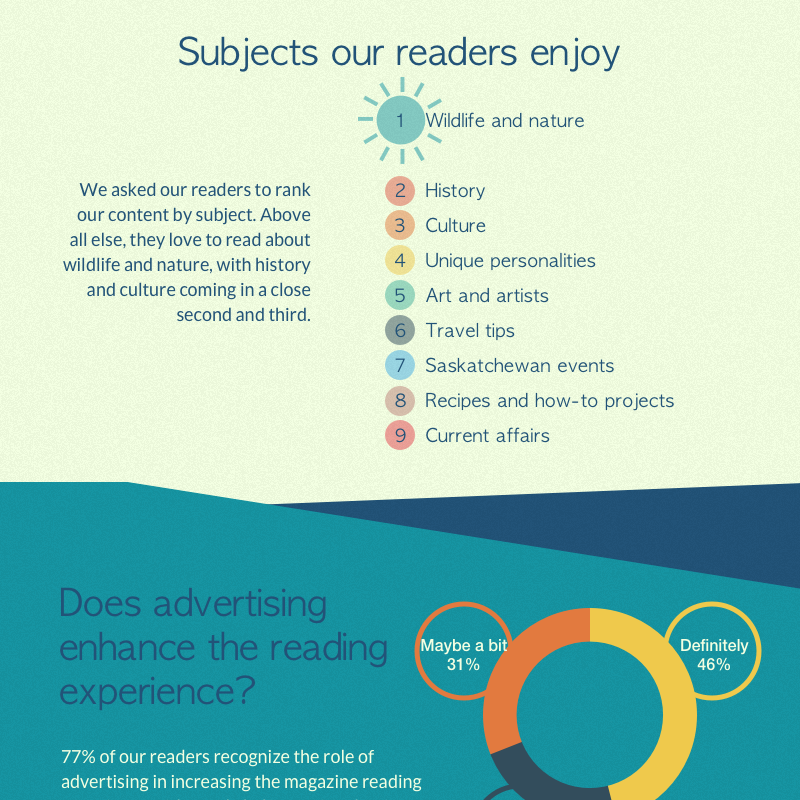 Subjects our readers enjoy
1 Wildlife and nature
We asked our readers to rank
our content by subject. Above
all else, they love to read about
wildlife and nature, with history
and culture coming in a close
second and third.
2 History
3 Culture
4 Unique personalities
5 Art and artists
6 Travel tips
7 Saskatchewan events
8 Recipes and how-to projects
9 Current affairs
Does advertising
enhance the reading
experience?
Maybe a bit
31%
Definitely
46%
77% of our readers recognize the role of
advertising in increasing the magazine reading